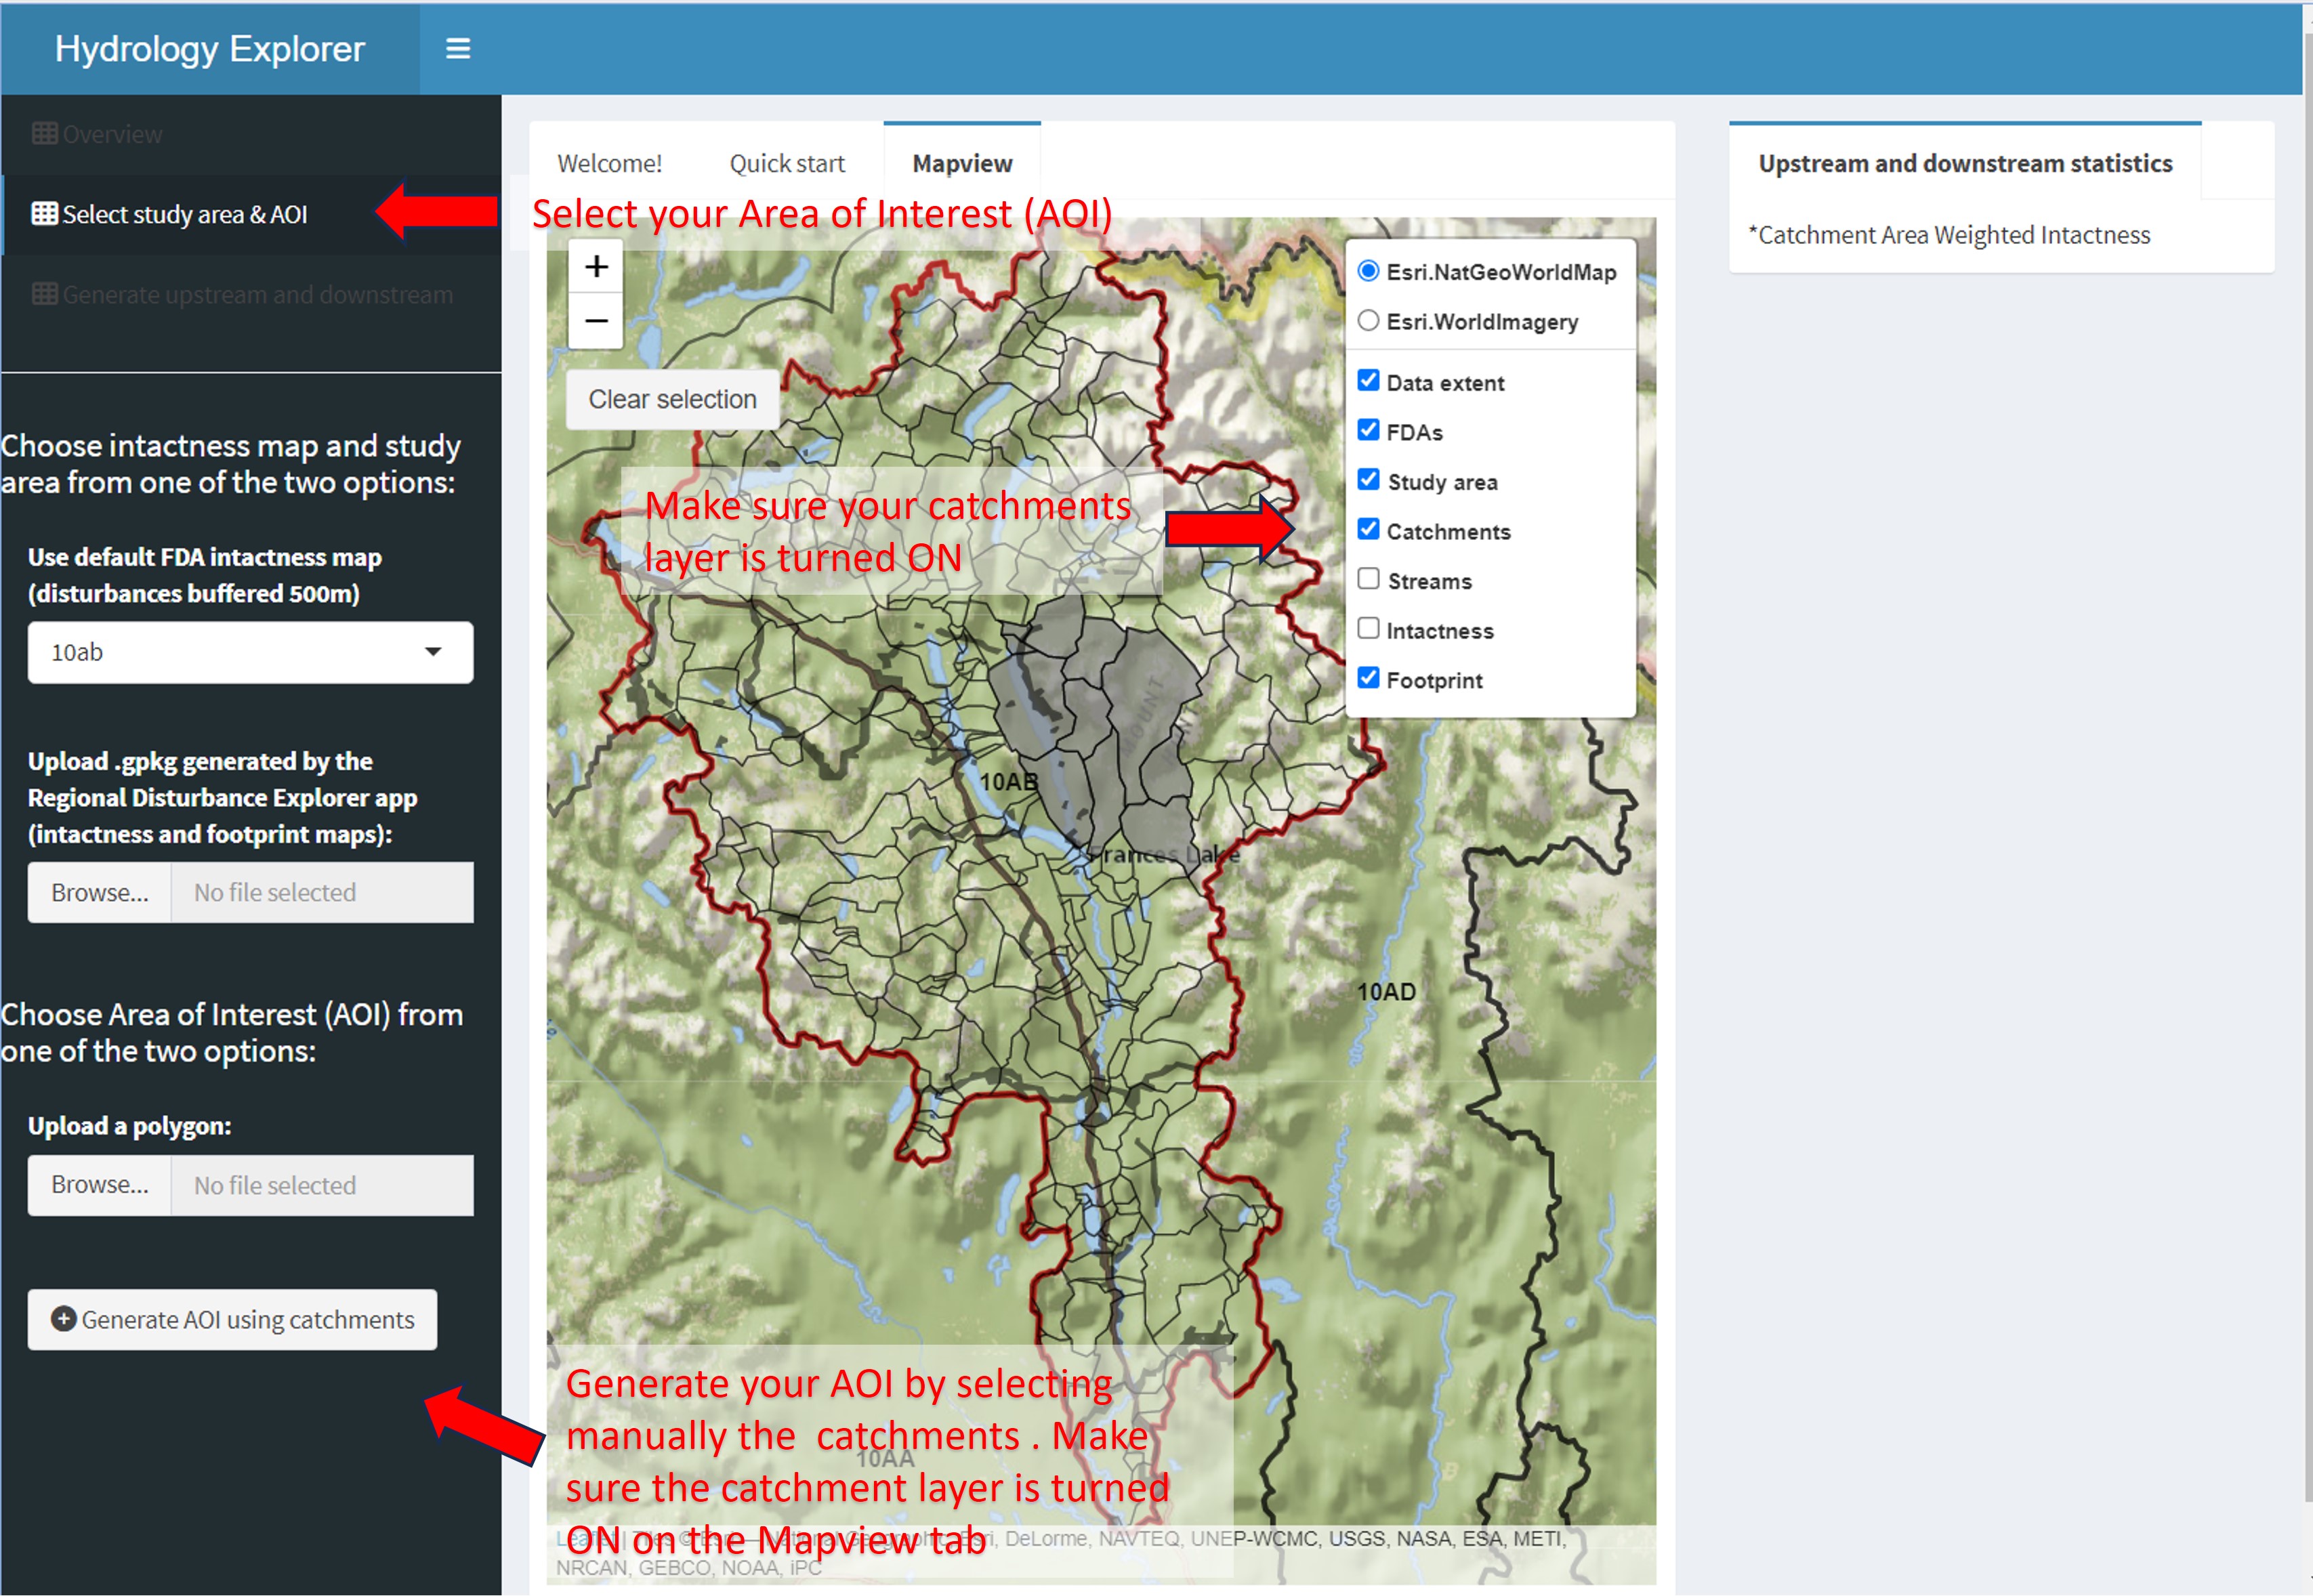 Hydrology Explorer
Overview
Select study area & AOI
Generate upstream and downstream
Choose intactness map and study
area from one of the two options:
Use default FDA intactness map
(disturbances buffered 500m)
10ab
Upload .gpkg generated by the
Regional Disturbance Explorer app
(intactness and footprint maps):
Browse... No file selected
Choose Area of Interest (AOI) from
one of the two options:
Upload a polygon:
Browse... No file selected
Generate AOI using catchments
Welcome! Quick start Mapview
Select your Area of Interest (AOI)
+
−
Clear selection
Make sure your catchments
layer is turned ON
Esri.NatGeoWorldMap
Esri.WorldImagery
Data extent
FDAs
Study area
Catchments
Streams
Intactness
Footprint
MOUNT
10AB
Frances Lake
10AD
10AA
Generate your AOI by selecting
manually the catchments . Make
sure the catchment layer is turned
ON on the Mapview tab
Leaflet | Tiles © Esri — National Geographic, Esri, DeLorme, NAVTEQ, UNEP-WCMC, USGS, NASA, ESA, METI,
NRCAN, GEBCO, NOAA, iPC
Upstream and downstream statistics
*Catchment Area Weighted Intactness